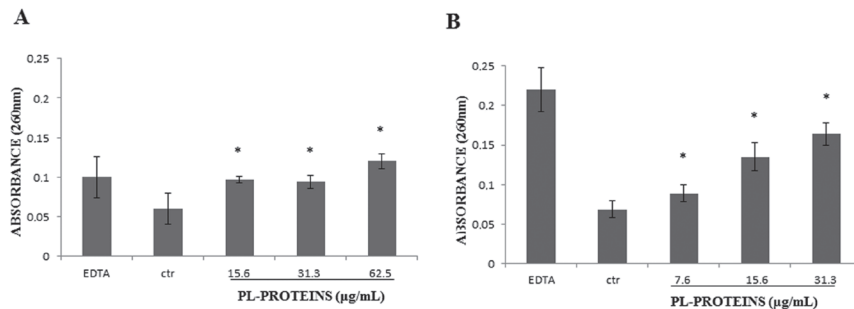 A
ABSORBANCE (260nm)
0,25
0.2
0.15
0.1
0.05
0
EDTA ctr 15.6 31.3 62.5
* * *
PL-PROTEINS (µg/mL)
B
ABSORBANCE (260nm)
0.25
0.2
0.15
0.1
0.05
0
EDTA ctr 7.6 15.6 31.3
* * *
PL-PROTEINS (µg/mL)